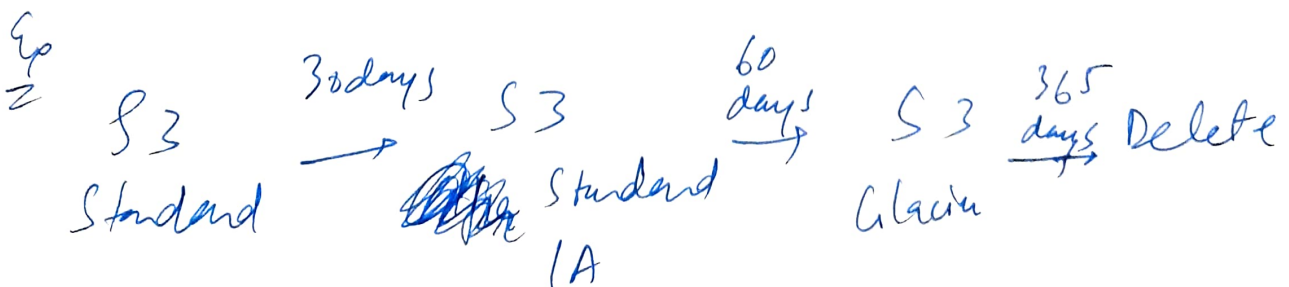 Eg
S3 Standard
30days
S3 Standard IA
60 days
S3 Glacier
365 days
Delete